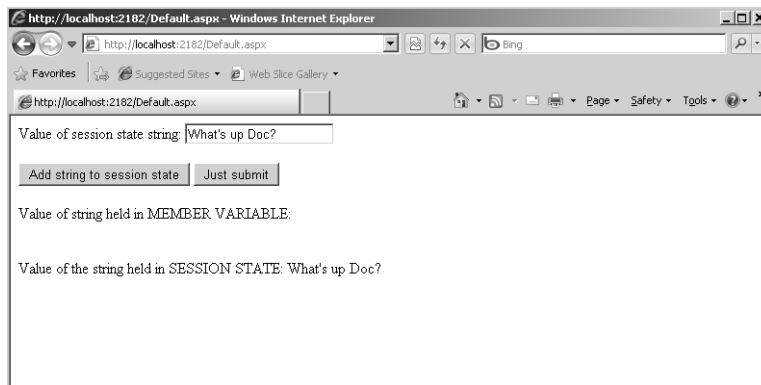 http://localhost:2182/Default.aspx - Windows Internet Explorer
http://localhost:2182/Default.aspx
Bing
Favorites Suggested Sites Web Slice Gallery
http://localhost:2182/Default.aspx Page Safety Tools
Value of session state string: What's up Doc?
Add string to session state Just submit
Value of string held in MEMBER VARIABLE:
Value of the string held in SESSION STATE: What's up Doc?